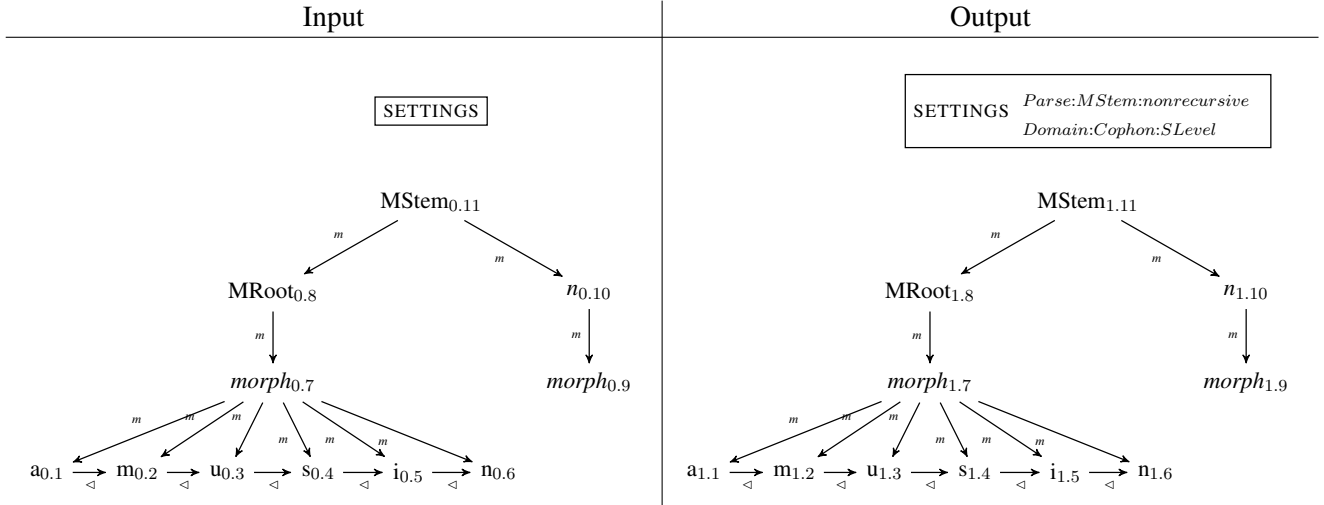 Input Output
SETTINGS
SETTINGS Parse:MStem:nonrecursive
Domain:Cophon:SLevel
MStem0.11 MStem1.11
m m m m
MRoot0.8 n0.10 MRoot1.8 n1.10
m m m m
morph0.7 morph0.9 morph1.7 morph1.9
m m m m m m m m m m m m
a0.1 m0.2 u0.3 s0.4 i0.5 n0.6 a1.1 m1.2 u1.3 s1.4 i1.5 n1.6
◁ ◁ ◁ ◁ ◁ ◁ ◁ ◁ ◁ ◁